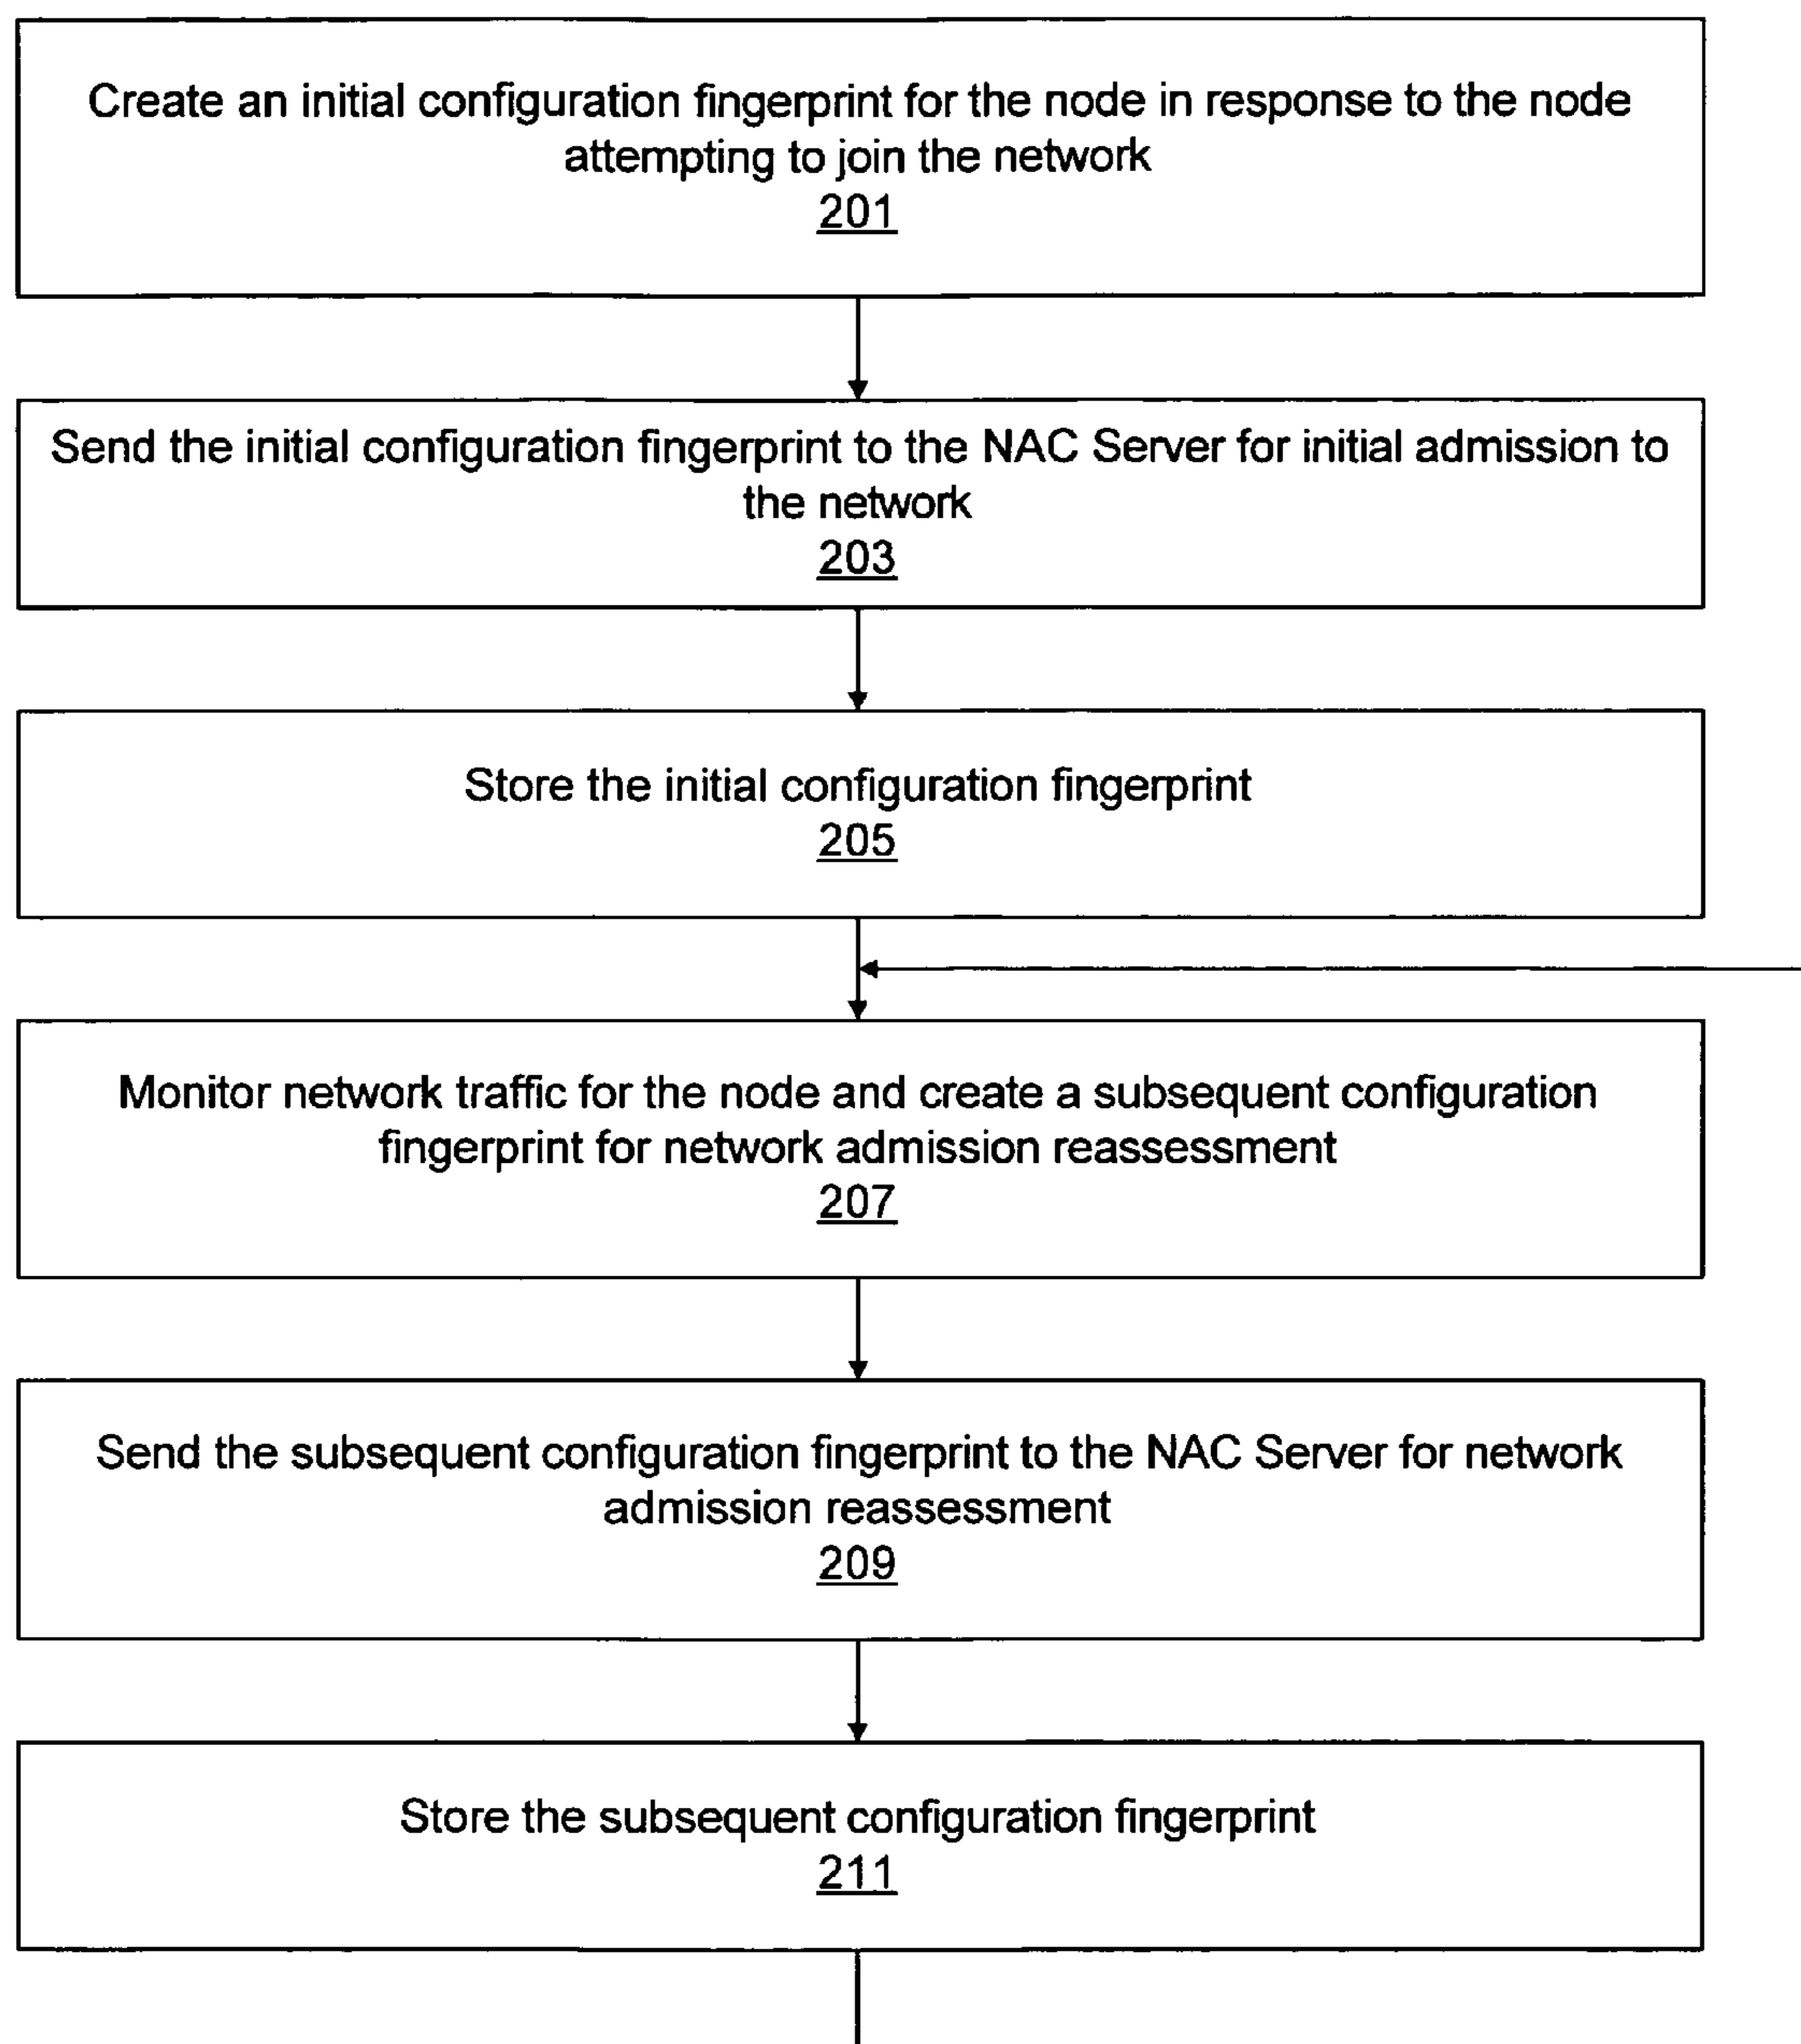 Create an initial configuration fingerprint for the node in response to the node
attempting to join the network
201
Send the initial configuration fingerprint to the NAC Server for initial admission to
the network
203
Store the initial configuration fingerprint
205
Monitor network traffic for the node and create a subsequent configuration
fingerprint for network admission reassessment
207
Send the subsequent configuration fingerprint to the NAC Server for network
admission reassessment
209
Store the subsequent configuration fingerprint
211